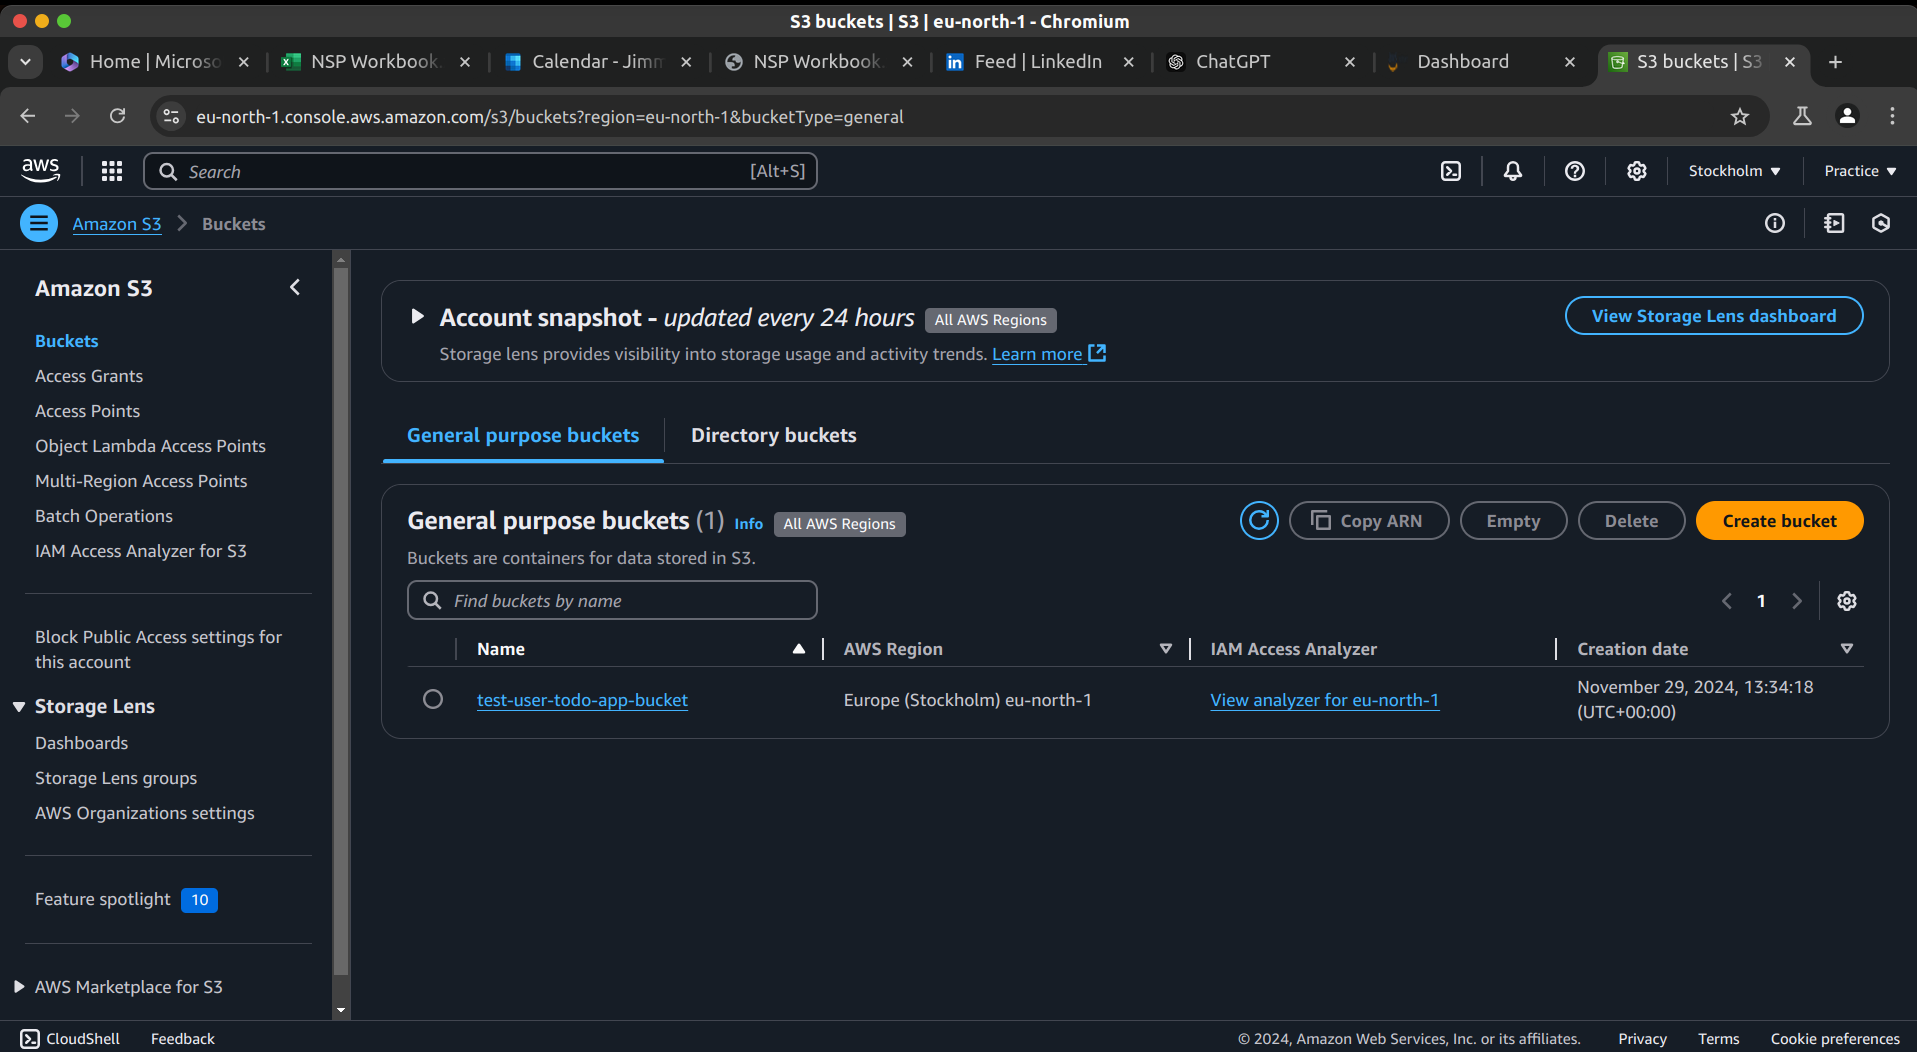 S3 buckets | S3 | eu-north-1 - Chromium
Home | Microso
NSP Workbook.
Calendar - Jimm
NSP Workbook.
Feed | LinkedIn
ChatGPT
Dashboard
S3 buckets | S3
eu-north-1.console.aws.amazon.com/s3/buckets?region=eu-north-1&bucketType=general
aws
Search
[Alt+S]
Stockholm
Practice
Amazon S3
Buckets
Amazon S3
Buckets
Access Grants
Access Points
Object Lambda Access Points
Multi-Region Access Points
Batch Operations
IAM Access Analyzer for S3
Block Public Access settings for
this account
Storage Lens
Dashboards
Storage Lens groups
AWS Organizations settings
Feature spotlight 10
AWS Marketplace for S3
Account snapshot - updated every 24 hours All AWS Regions
Storage lens provides visibility into storage usage and activity trends. Learn more
View Storage Lens dashboard
General purpose buckets
Directory buckets
General purpose buckets (1) Info All AWS Regions
Buckets are containers for data stored in S3.
Copy ARN
Empty
Delete
Create bucket
Find buckets by name
1
Name
AWS Region
IAM Access Analyzer
Creation date
test-user-todo-app-bucket
Europe (Stockholm) eu-north-1
View analyzer for eu-north-1
November 29, 2024, 13:34:18
(UTC+00:00)
CloudShell
Feedback
© 2024, Amazon Web Services, Inc. or its affiliates.
Privacy
Terms
Cookie preferences